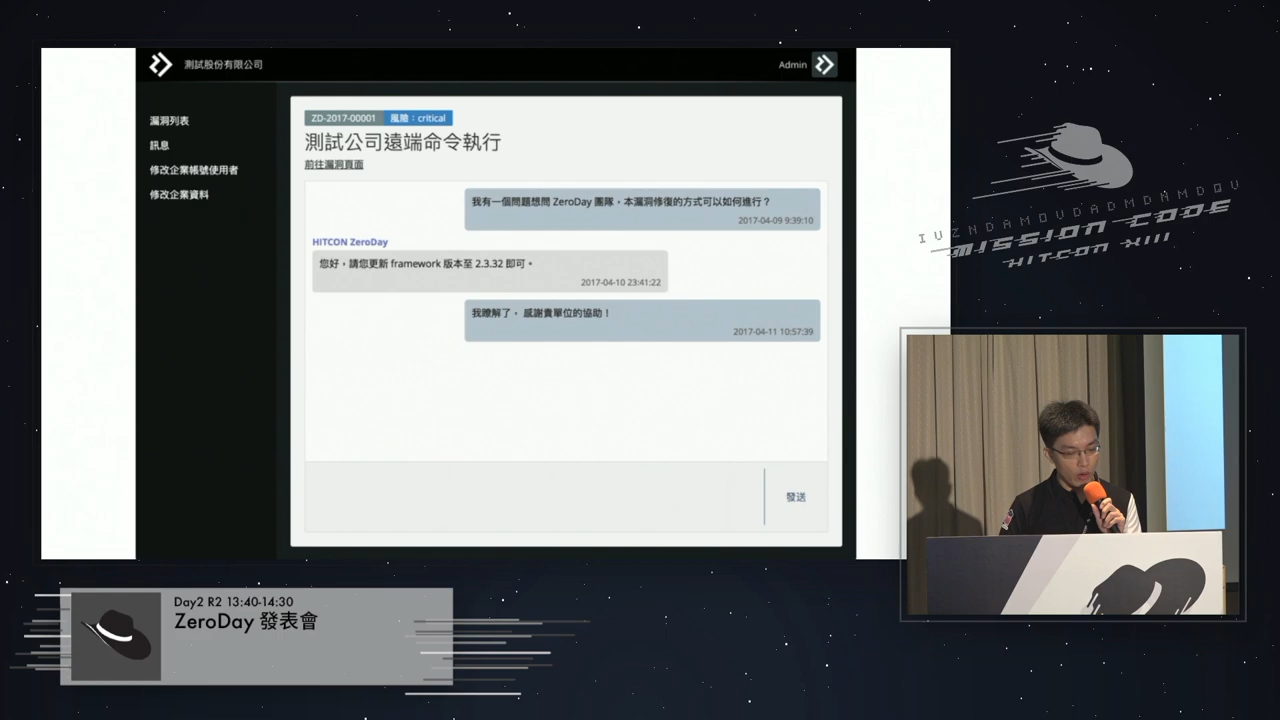 測試股份有限公司
Admin
漏洞列表
訊息
修改企業帳號使用者
修改企業資料
ZD-2017-00001 風險：critical
測試公司遠端命令執行
前往漏洞頁面
我有一個問題想問 ZeroDay 團隊，本漏洞修復的方式可以如何進行？
2017-04-09 9:39:10
HITCON ZeroDay
您好，請您更新 framework 版本至 2.3.32 即可。
2017-04-10 23:41:22
我瞭解了， 感謝貴單位的協助！
2017-04-11 10:57:39
發送
IVZNDAMOVDADMDNMDQV
MISSION CODE
HITCON XIII
Day2 R2 13:40-14:30
ZeroDay 發表會